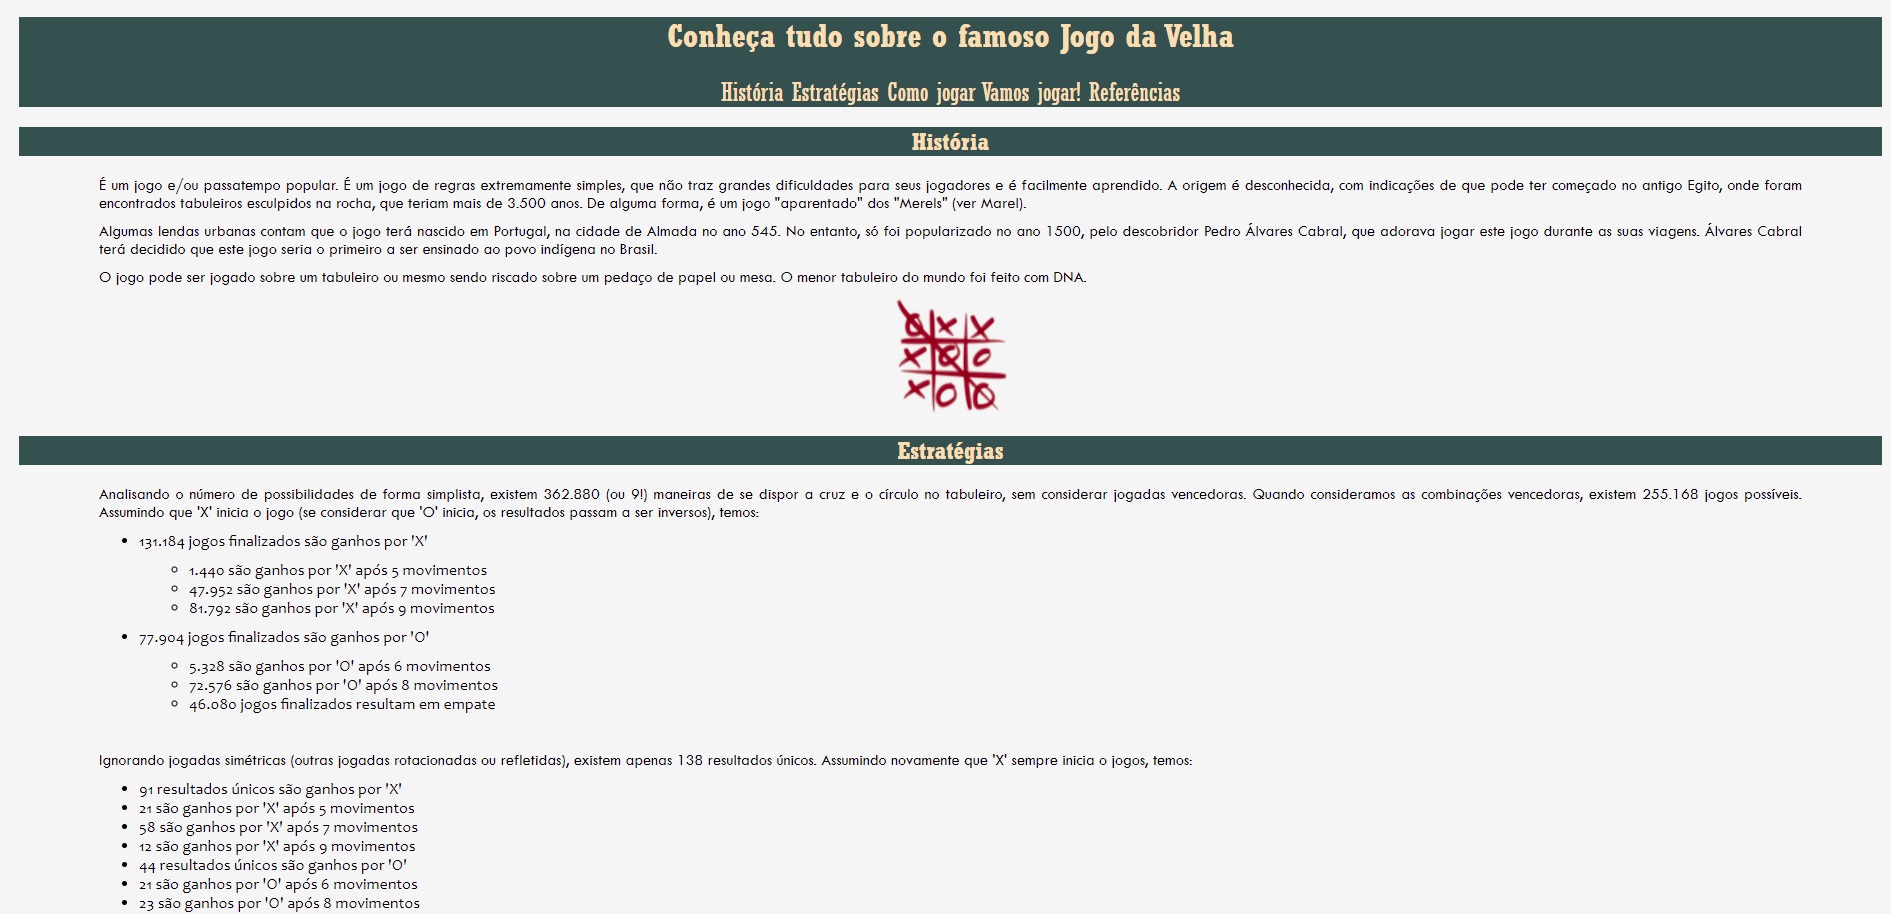 Conheça tudo sobre o famoso Jogo da Velha
História Estratégias Como jogar Vamos jogar! Referências
História
É um jogo e/ou passatempo popular. É um jogo de regras extremamente simples, que não traz grandes dificuldades para seus jogadores e é facilmente aprendido. A origem é desconhecida, com indicações de que pode ter começado no antigo Egito, onde foram
encontrados tabuleiros esculpidos na rocha, que teriam mais de 3.500 anos. De alguma forma, é um jogo "aparentado" dos "Merels" (ver Marel).
Algumas lendas urbanas contam que o jogo terá nascido em Portugal, na cidade de Almada no ano 545. No entanto, só foi popularizado no ano 1500, pelo descobridor Pedro Álvares Cabral, que adorava jogar este jogo durante as suas viagens. Álvares Cabral
terá decidido que este jogo seria o primeiro a ser ensinado ao povo indígena no Brasil.
O jogo pode ser jogado sobre um tabuleiro ou mesmo sendo riscado sobre um pedaço de papel ou mesa. O menor tabuleiro do mundo foi feito com DNA.
O X X
X O O
X O O
Estratégias
Analisando o número de possibilidades de forma simplista, existem 362.880 (ou 9!) maneiras de se dispor a cruz e o círculo no tabuleiro, sem considerar jogadas vencedoras. Quando consideramos as combinações vencedoras, existem 255.168 jogos possíveis.
Assumindo que 'X' inicia o jogo (se considerar que 'O' inicia, os resultados passam a ser inversos), temos:
131.184 jogos finalizados são ganhos por 'X'
1.440 são ganhos por 'X' após 5 movimentos
47.952 são ganhos por 'X' após 7 movimentos
81.792 são ganhos por 'X' após 9 movimentos
77.904 jogos finalizados são ganhos por 'O'
5.328 são ganhos por 'O' após 6 movimentos
72.576 são ganhos por 'O' após 8 movimentos
46.080 jogos finalizados resultam em empate
Ignorando jogadas simétricas (outras jogadas rotacionadas ou refletidas), existem apenas 138 resultados únicos. Assumindo novamente que 'X' sempre inicia o jogos, temos:
91 resultados únicos são ganhos por 'X'
21 são ganhos por 'X' após 5 movimentos
58 são ganhos por 'X' após 7 movimentos
12 são ganhos por 'X' após 9 movimentos
44 resultados únicos são ganhos por 'O'
21 são ganhos por 'O' após 6 movimentos
23 são ganhos por 'O' após 8 movimentos